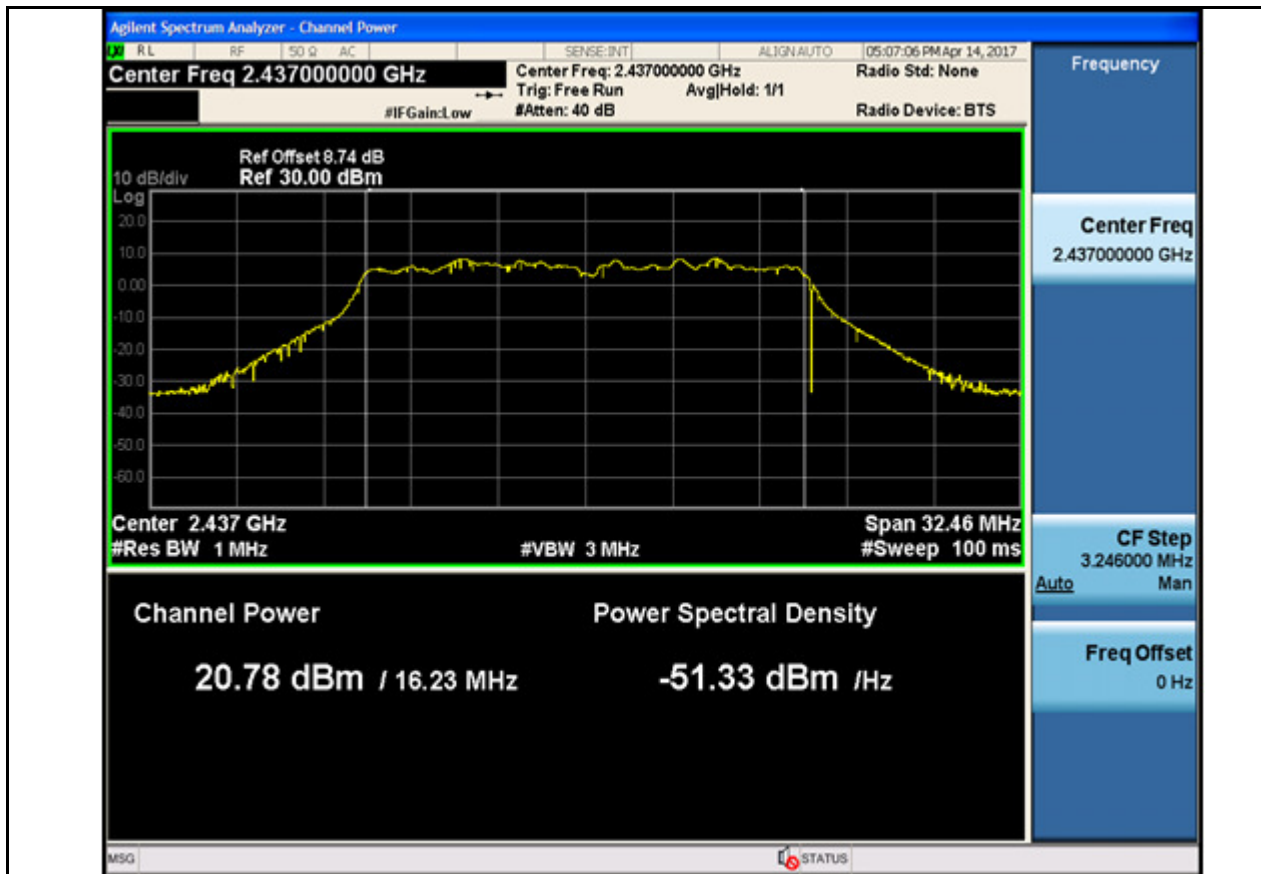 Agilent Spectrum Analyzer - Channel Power
LXI RL RF 50 Ω AC SENSE:INT ALIGN AUTO 05:07:06 PM Apr 14, 2017
Center Freq 2.437000000 GHz
Center Freq: 2.437000000 GHz
Radio Std: None
Trig: Free Run Avg|Hold: 1/1
#IFGain:Low
#Atten: 40 dB
Radio Device: BTS
Ref Offset 8.74 dB
10 dB/div Ref 30.00 dBm
Log
20.0
10.0
0.00
-10.0
-20.0
-30.0
-40.0
-50.0
-60.0
Center 2.437 GHz Span 32.46 MHz
#Res BW 1 MHz #VBW 3 MHz #Sweep 100 ms
Channel Power Power Spectral Density
20.78 dBm / 16.23 MHz -51.33 dBm /Hz
Frequency
Center Freq
2.437000000 GHz
CF Step
3.246000 MHz
Auto Man
Freq Offset
0 Hz
MSG STATUS